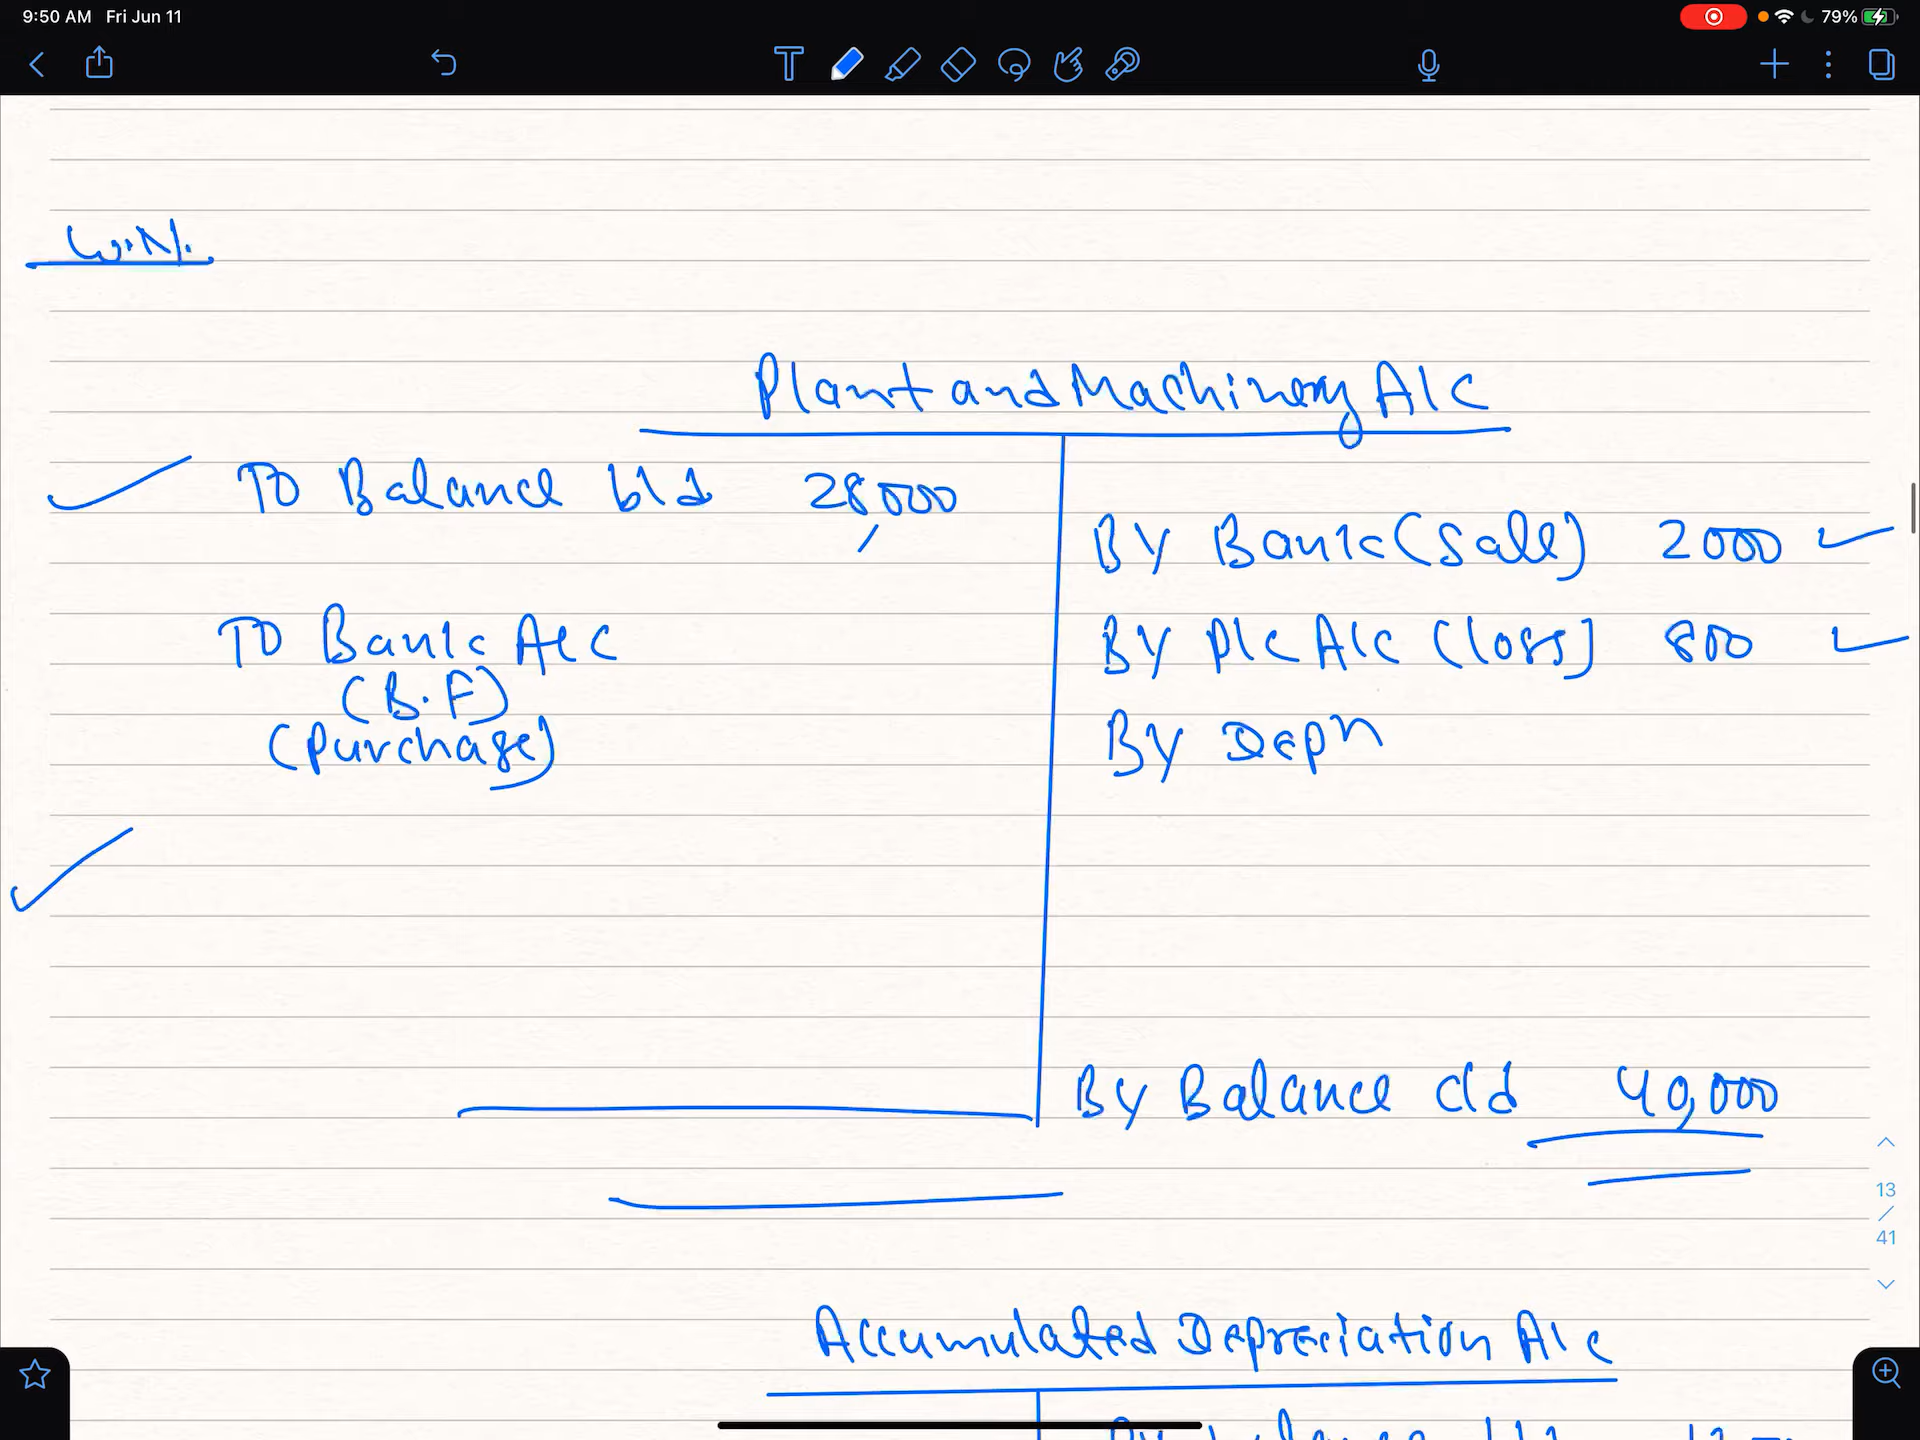 9:50 AM Fri Jun 11
79%
W.N.
Plant and Machinery A/c
To Balance b/d 28,000
By Bank (Sale) 2000
To Bank A/c
(B.F)
(Purchase)
By P/L A/c (loss) 800
By Depn
By Balance c/d 40,000
13
/
41
Accumulated Depreciation A/c